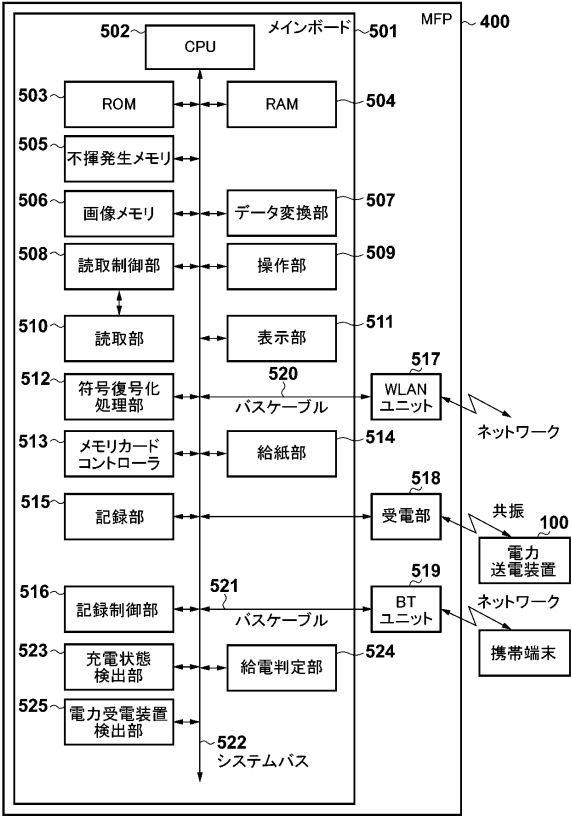 MFP 400
メインボード 501
502
CPU
503
ROM
RAM
504
505
不揮発生メモリ
506
画像メモリ
データ変換部
507
508
読取制御部
操作部
509
510
読取部
表示部
511
512
符号復号化
処理部
520
バスケーブル
517
WLAN
ユニット
ネットワーク
513
メモリカード
コントローラ
給紙部
514
515
記録部
518
受電部
共振
100
電力
送電装置
516
記録制御部
521
バスケーブル
519
BT
ユニット
ネットワーク
携帯端末
523
充電状態
検出部
給電判定部
524
525
電力受電装置
検出部
522
システムバス